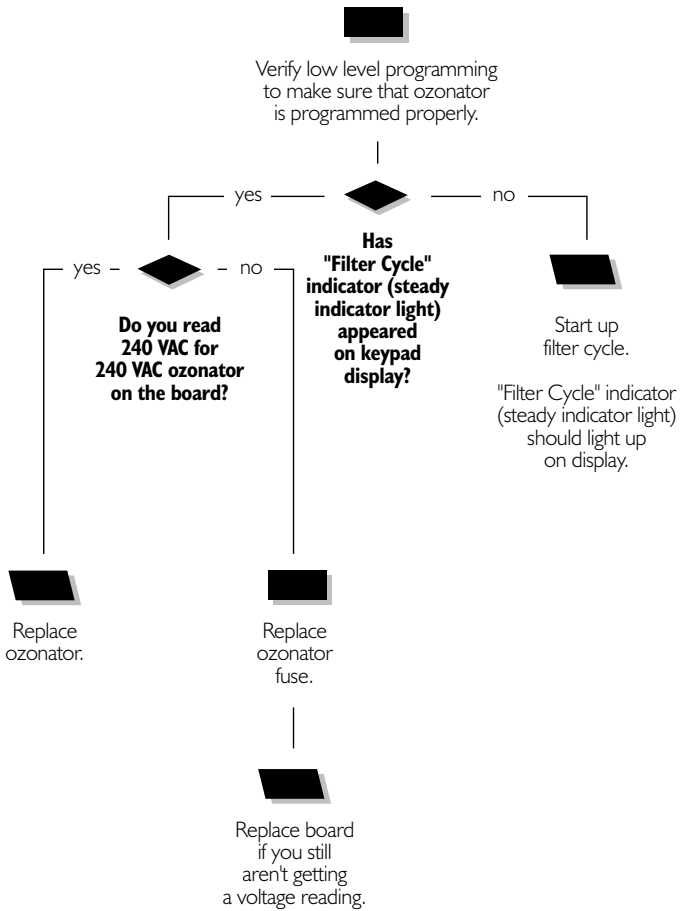 Verify low level programming
to make sure that ozonator
is programmed properly.
yes
no
Has
"Filter Cycle"
indicator (steady
indicator light)
appeared
on keypad
display?
yes
no
Do you read
240 VAC for
240 VAC ozonator
on the board?
Start up
filter cycle.
"Filter Cycle" indicator
(steady indicator light)
should light up
on display.
Replace
ozonator.
Replace
ozonator
fuse.
Replace board
if you still
aren't getting
a voltage reading.